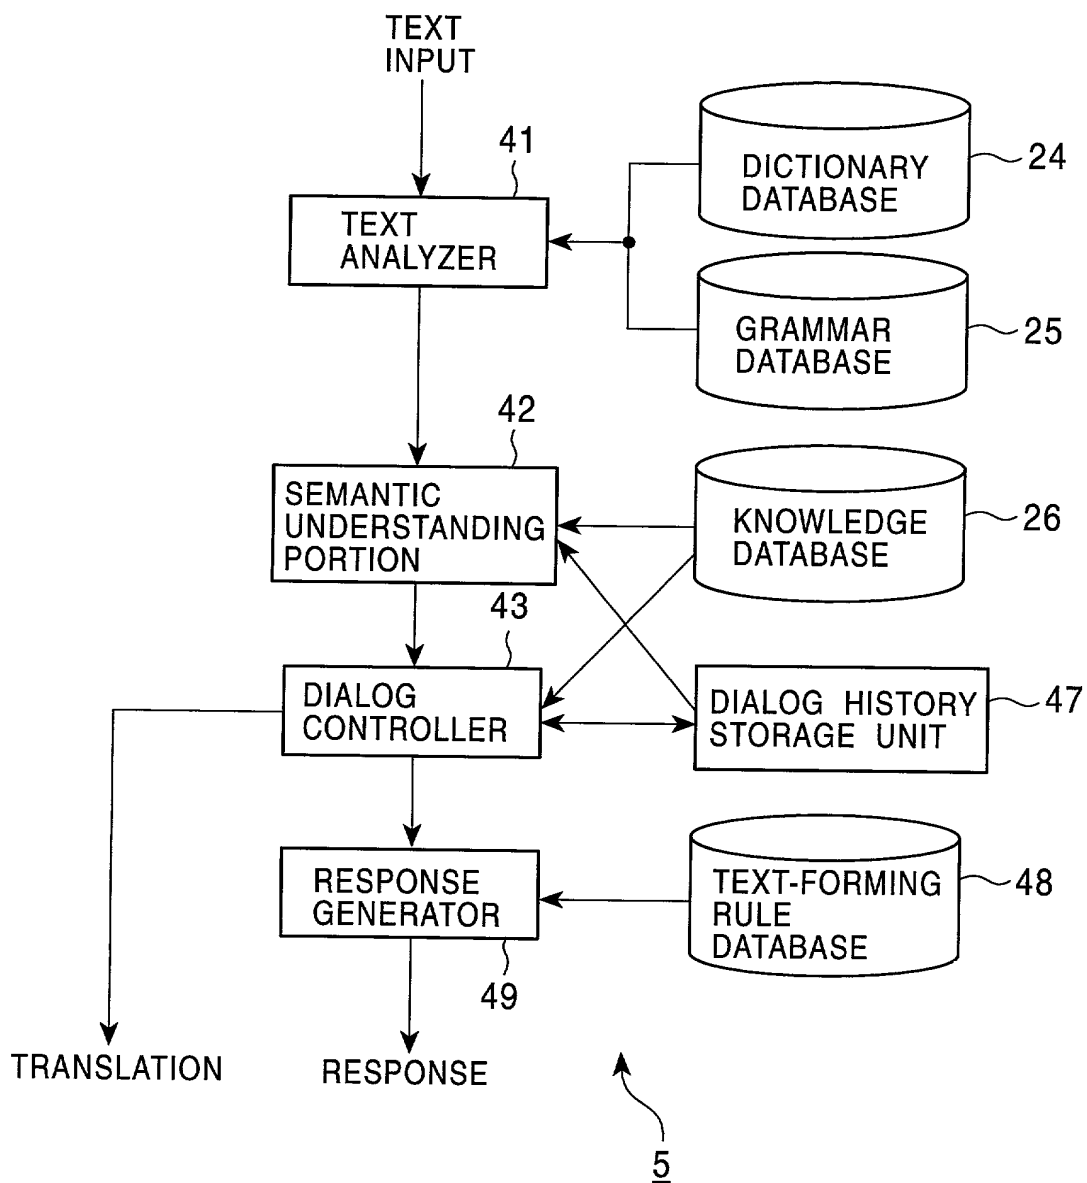 TEXT
INPUT
41
TEXT
ANALYZER
DICTIONARY
DATABASE
24
GRAMMAR
DATABASE
25
42
SEMANTIC
UNDERSTANDING
PORTION
KNOWLEDGE
DATABASE
26
43
DIALOG
CONTROLLER
DIALOG HISTORY
STORAGE UNIT
47
RESPONSE
GENERATOR
49
TEXT-FORMING
RULE
DATABASE
48
TRANSLATION
RESPONSE
5